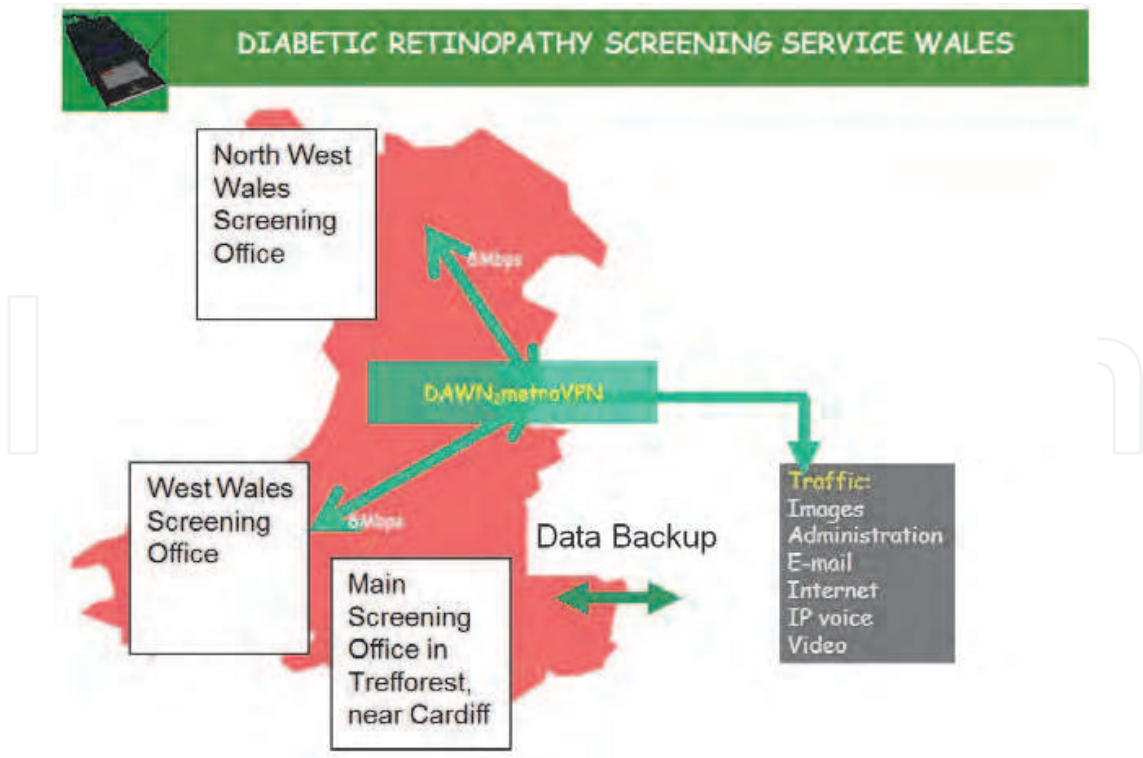 DIABETIC RETINOPATHY SCREENING SERVICE WALES
North West
Wales
Screening
Office
8Mbps
DAWN₂metroVPN
West Wales
Screening
Office
8Mbps
Data Backup
Main
Screening
Office in
Trefforest,
near Cardiff
Traffic:
Images
Administration
E-mail
Internet
IP voice
Video